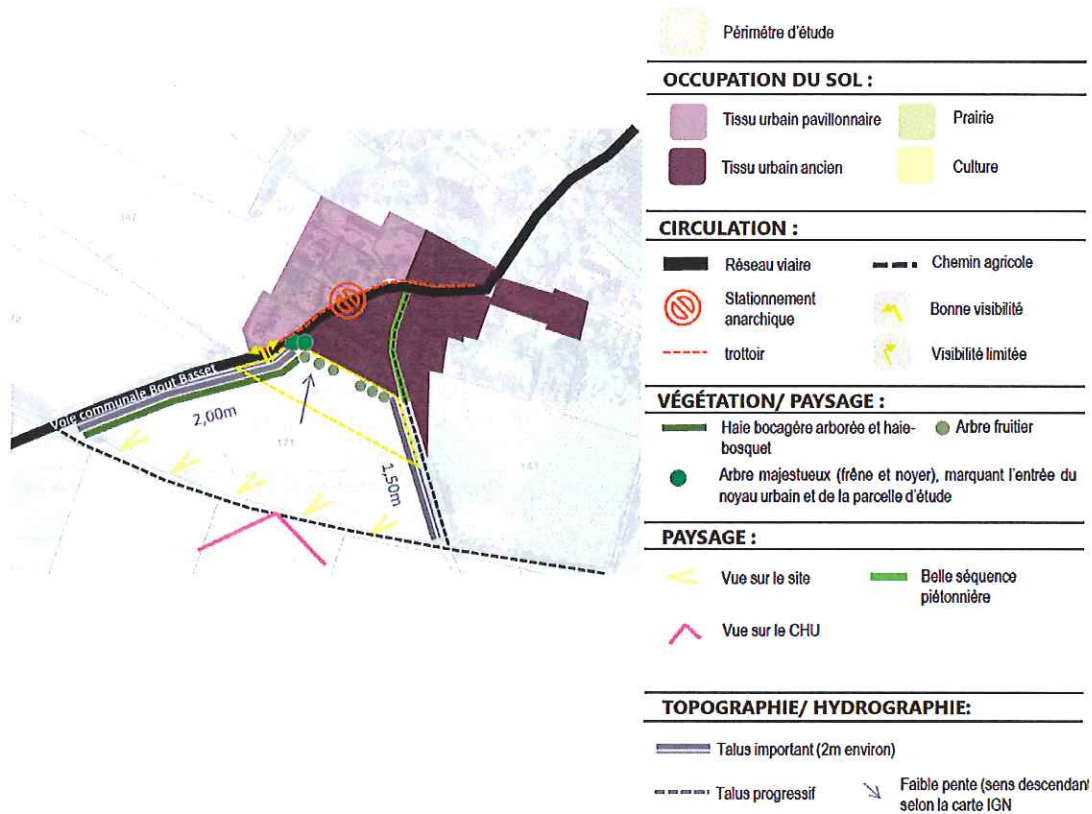 Périmètre d'étude
OCCUPATION DU SOL :
Tissu urbain pavillonnaire
Prairie
Tissu urbain ancien
Culture
CIRCULATION :
Réseau viaire
Chemin agricole
Stationnement
anarchique
Bonne visibilité
trottoir
Visibilité limitée
VÉGÉTATION/ PAYSAGE :
Haie bocagère arborée et haie-
bosquet
Arbre fruitier
Arbre majestueux (frêne et noyer), marquant l'entrée du
noyau urbain et de la parcelle d'étude
PAYSAGE :
Vue sur le site
Belle séquence
piétonnière
Vue sur le CHU
TOPOGRAPHIE/ HYDROGRAPHIE:
Talus important (2m environ)
Talus progressif
Faible pente (sens descendant
selon la carte IGN
Voie communale Bout Basset
2,00m
1,50m
171
141